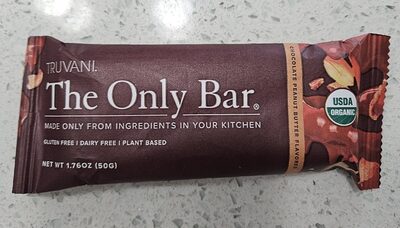 TRUVANI.
The Only Bar®
MADE ONLY FROM INGREDIENTS IN YOUR KITCHEN
GLUTEN FREE | DAIRY FREE | PLANT BASED
NET WT 1.76OZ (50G)
CHOCOLATE PEANUT BUTTER FLAVORED
USDA
ORGANIC